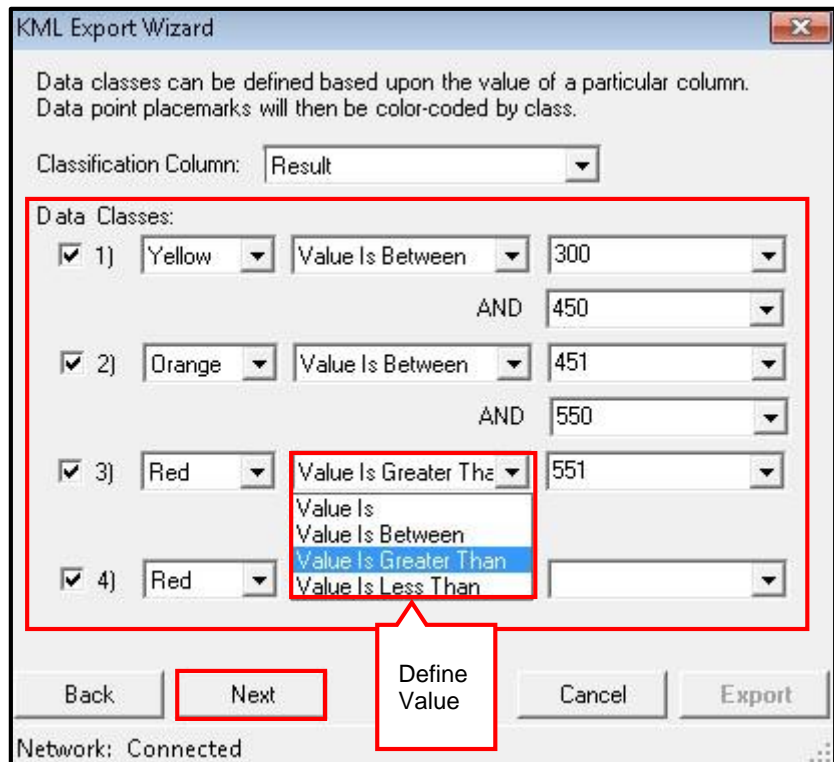 KML Export Wizard
Data classes can be defined based upon the value of a particular column.
Data point placemarks will then be color-coded by class.
Classification Column: Result
Data Classes:
1) Yellow Value Is Between 300
AND 450
2) Orange Value Is Between 451
AND 550
3) Red Value Is Greater Tha 551
Value Is
Value Is Between
Value Is Greater Than
4) Red Value Is Less Than
Define
Value
Back Next Cancel Export
Network: Connected